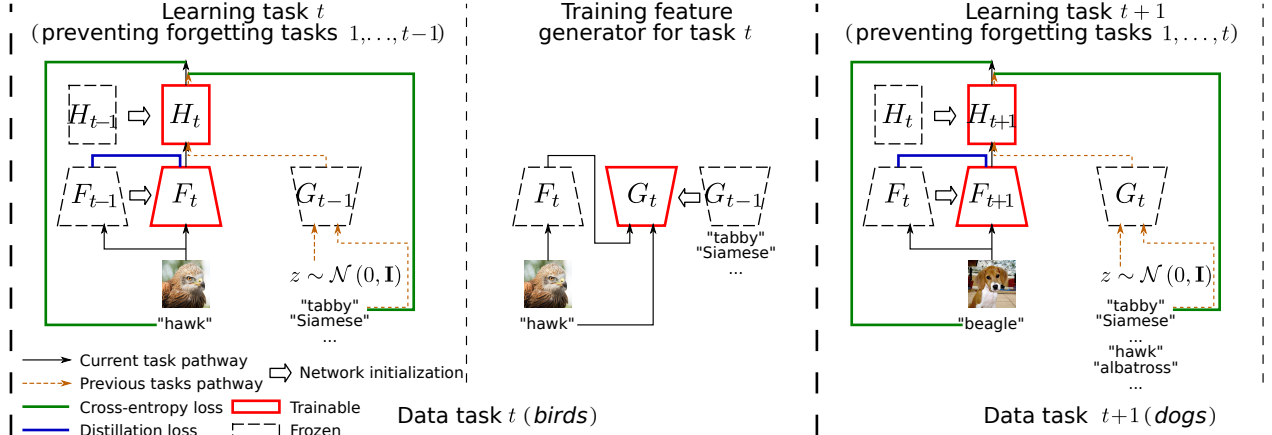 Learning task t
(preventing forgetting tasks 1,…,t−1)
H_{t−1}
H_t
F_{t−1}
F_t
G_{t−1}
z ∼ N(0, I)
"tabby"
"Siamese"
...
"hawk"
Current task pathway
Previous tasks pathway
Network initialization
Cross-entropy loss
Trainable
Distillation loss
Frozen
Training feature
generator for task t
F_t
G_t
G_{t−1}
"tabby"
"Siamese"
...
"hawk"
Data task t (birds)
Learning task t+1
(preventing forgetting tasks 1,…,t)
H_t
H_{t+1}
F_t
F_{t+1}
G_t
z ∼ N(0, I)
"tabby"
"Siamese"
...
"beagle"
"hawk"
"albatross"
...
Data task t+1 (dogs)